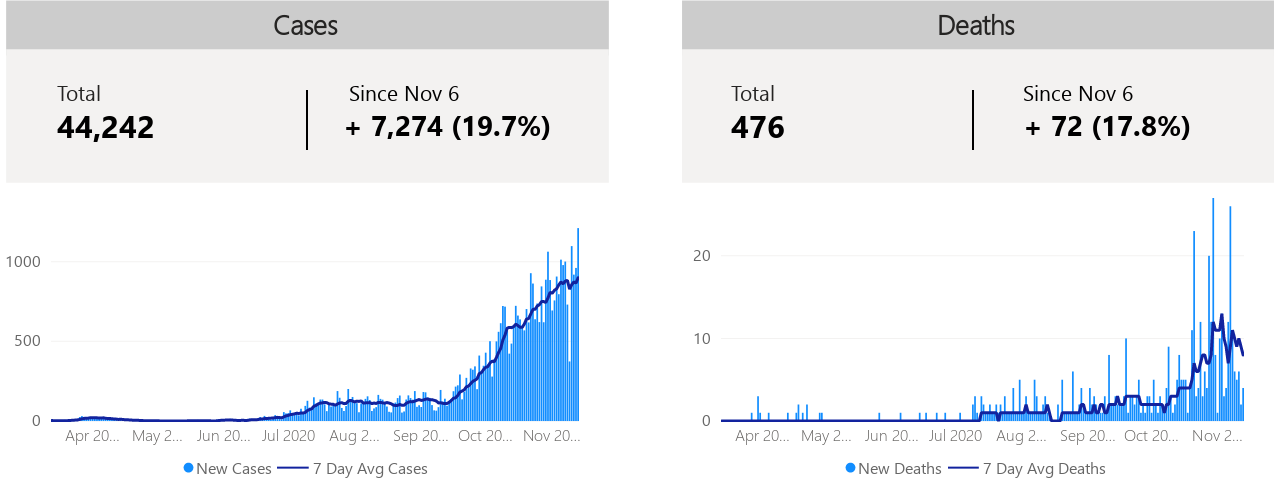 Cases
Total
44,242
Since Nov 6
+ 7,274 (19.7%)
1000
500
0
Apr 20... May 2... Jun 20... Jul 2020 Aug 2... Sep 20... Oct 20... Nov 20...
New Cases 7 Day Avg Cases
Deaths
Total
476
Since Nov 6
+ 72 (17.8%)
20
10
0
Apr 20... May 2... Jun 20... Jul 2020 Aug 2... Sep 20... Oct 20... Nov 2...
New Deaths 7 Day Avg Deaths